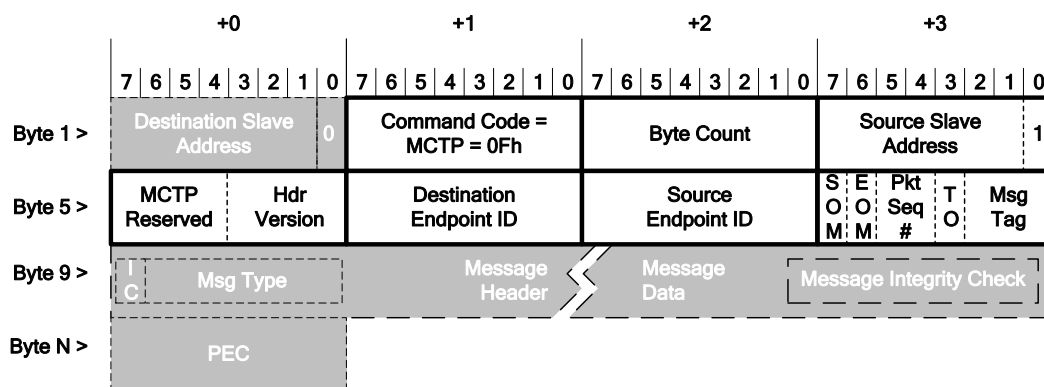 +0 +1 +2 +3
7 6 5 4 3 2 1 0 7 6 5 4 3 2 1 0 7 6 5 4 3 2 1 0 7 6 5 4 3 2 1 0
Byte 1 >
Destination Slave
Address
0
Command Code =
MCTP = 0Fh
Byte Count
Source Slave
Address
1
Byte 5 >
MCTP
Reserved
Hdr
Version
Destination
Endpoint ID
Source
Endpoint ID
S
O
M
E
O
M
Pkt
Seq
#
T
O
Msg
Tag
Byte 9 >
I
C
Msg Type
Message
Header
Message
Data
Message Integrity Check
Byte N >
PEC